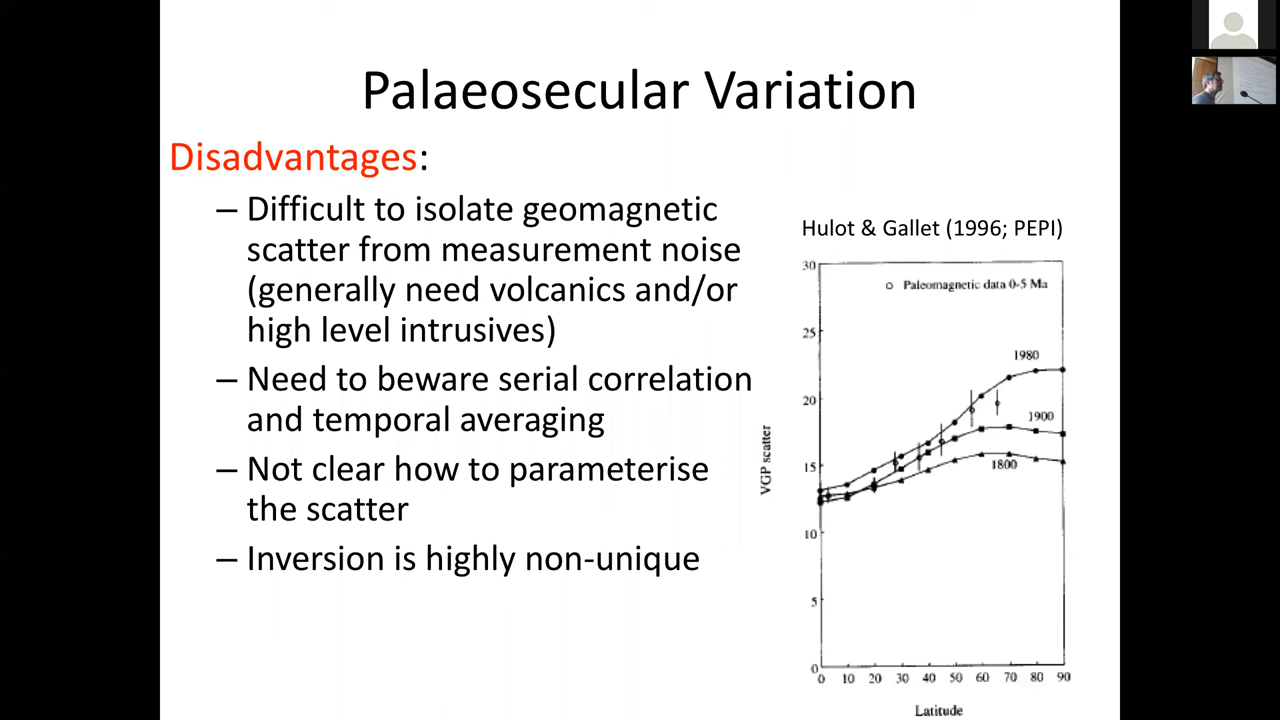 Palaeosecular Variation
Disadvantages:
– Difficult to isolate geomagnetic
scatter from measurement noise
(generally need volcanics and/or
high level intrusives)
– Need to beware serial correlation
and temporal averaging
– Not clear how to parameterise
the scatter
– Inversion is highly non-unique
Hulot & Gallet (1996; PEPI)
Paleomagnetic data 0-5 Ma
1980
1900
1800
VGP scatter
30
25
20
15
10
5
0
0 10 20 30 40 50 60 70 80 90
Latitude